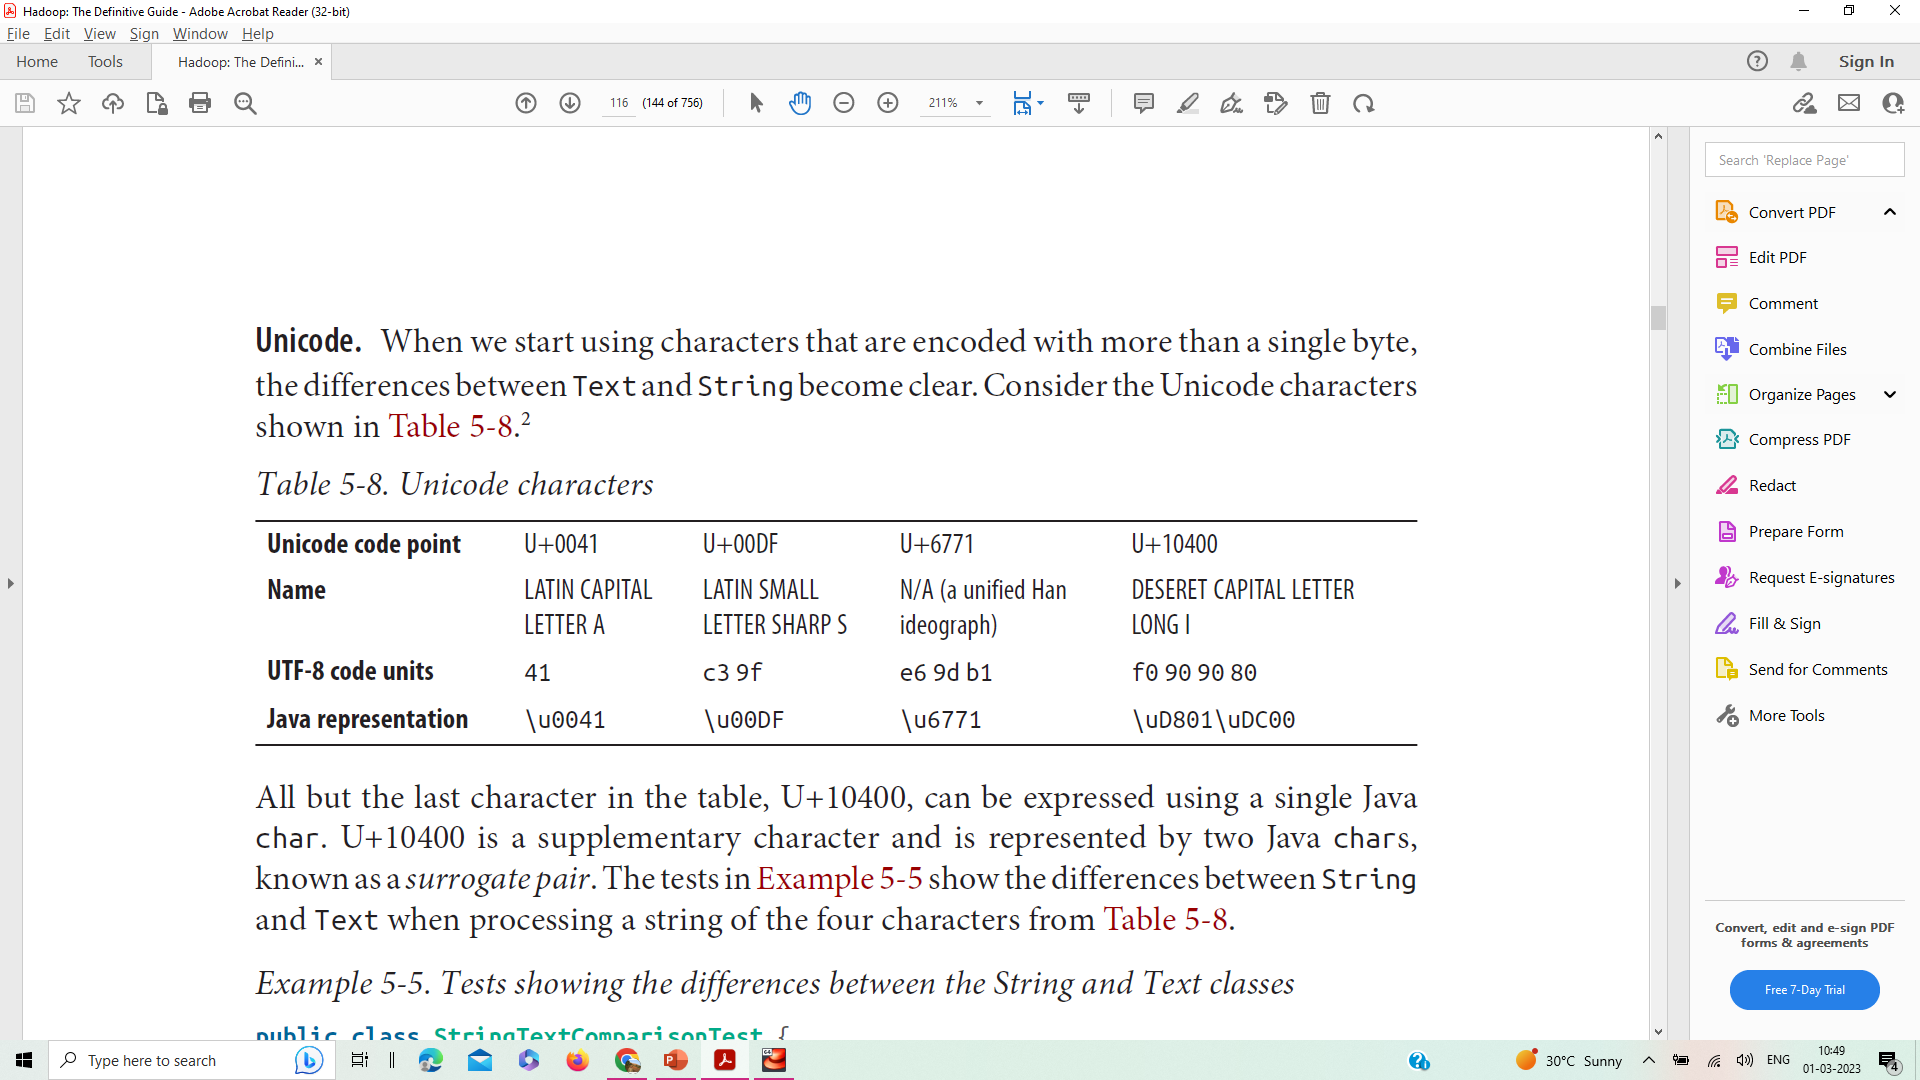 Hadoop: The Definitive Guide - Adobe Acrobat Reader (32-bit)
File Edit View Sign Window Help
Home Tools Hadoop: The Defini... × Sign In
116 (144 of 756) 211%
Search 'Replace Page'
Convert PDF
Edit PDF
Comment
Combine Files
Organize Pages
Compress PDF
Redact
Prepare Form
Request E-signatures
Fill & Sign
Send for Comments
More Tools
Convert, edit and e-sign PDF
forms & agreements
Free 7-Day Trial
Unicode. When we start using characters that are encoded with more than a single byte,
the differences between Text and String become clear. Consider the Unicode characters
shown in Table 5-8.2
Table 5-8. Unicode characters
Unicode code point U+0041 U+00DF U+6771 U+10400
Name LATIN CAPITAL LATIN SMALL N/A (a unified Han DESERET CAPITAL LETTER
LETTER A LETTER SHARP S ideograph) LONG I
UTF-8 code units 41 c3 9f e6 9d b1 f0 90 90 80
Java representation \u0041 \u00DF \u6771 \uD801\uDC00
All but the last character in the table, U+10400, can be expressed using a single Java
char. U+10400 is a supplementary character and is represented by two Java chars,
known as a surrogate pair. The tests in Example 5-5 show the differences between String
and Text when processing a string of the four characters from Table 5-8.
Example 5-5. Tests showing the differences between the String and Text classes
public class StringTextComparisonTest {
Type here to search
30°C Sunny ENG 10:49
01-03-2023 4